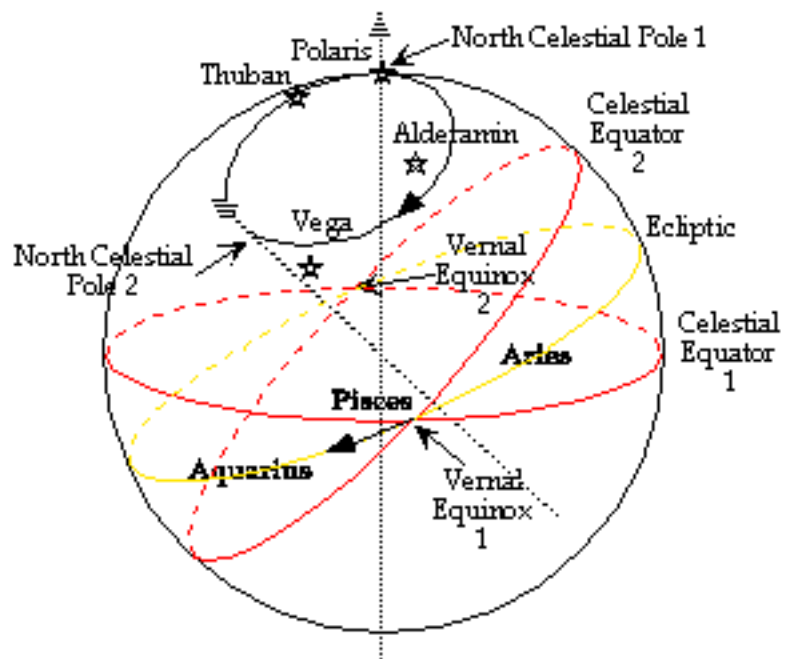 Polaris
North Celestial Pole 1
Thuban
Celestial
Equator
2
Alderamin
Vega
Ecliptic
North Celestial
Pole 2
Vernal
Equinox
2
Celestial
Equator
1
Aries
Pisces
Aquarius
Vernal
Equinox
1